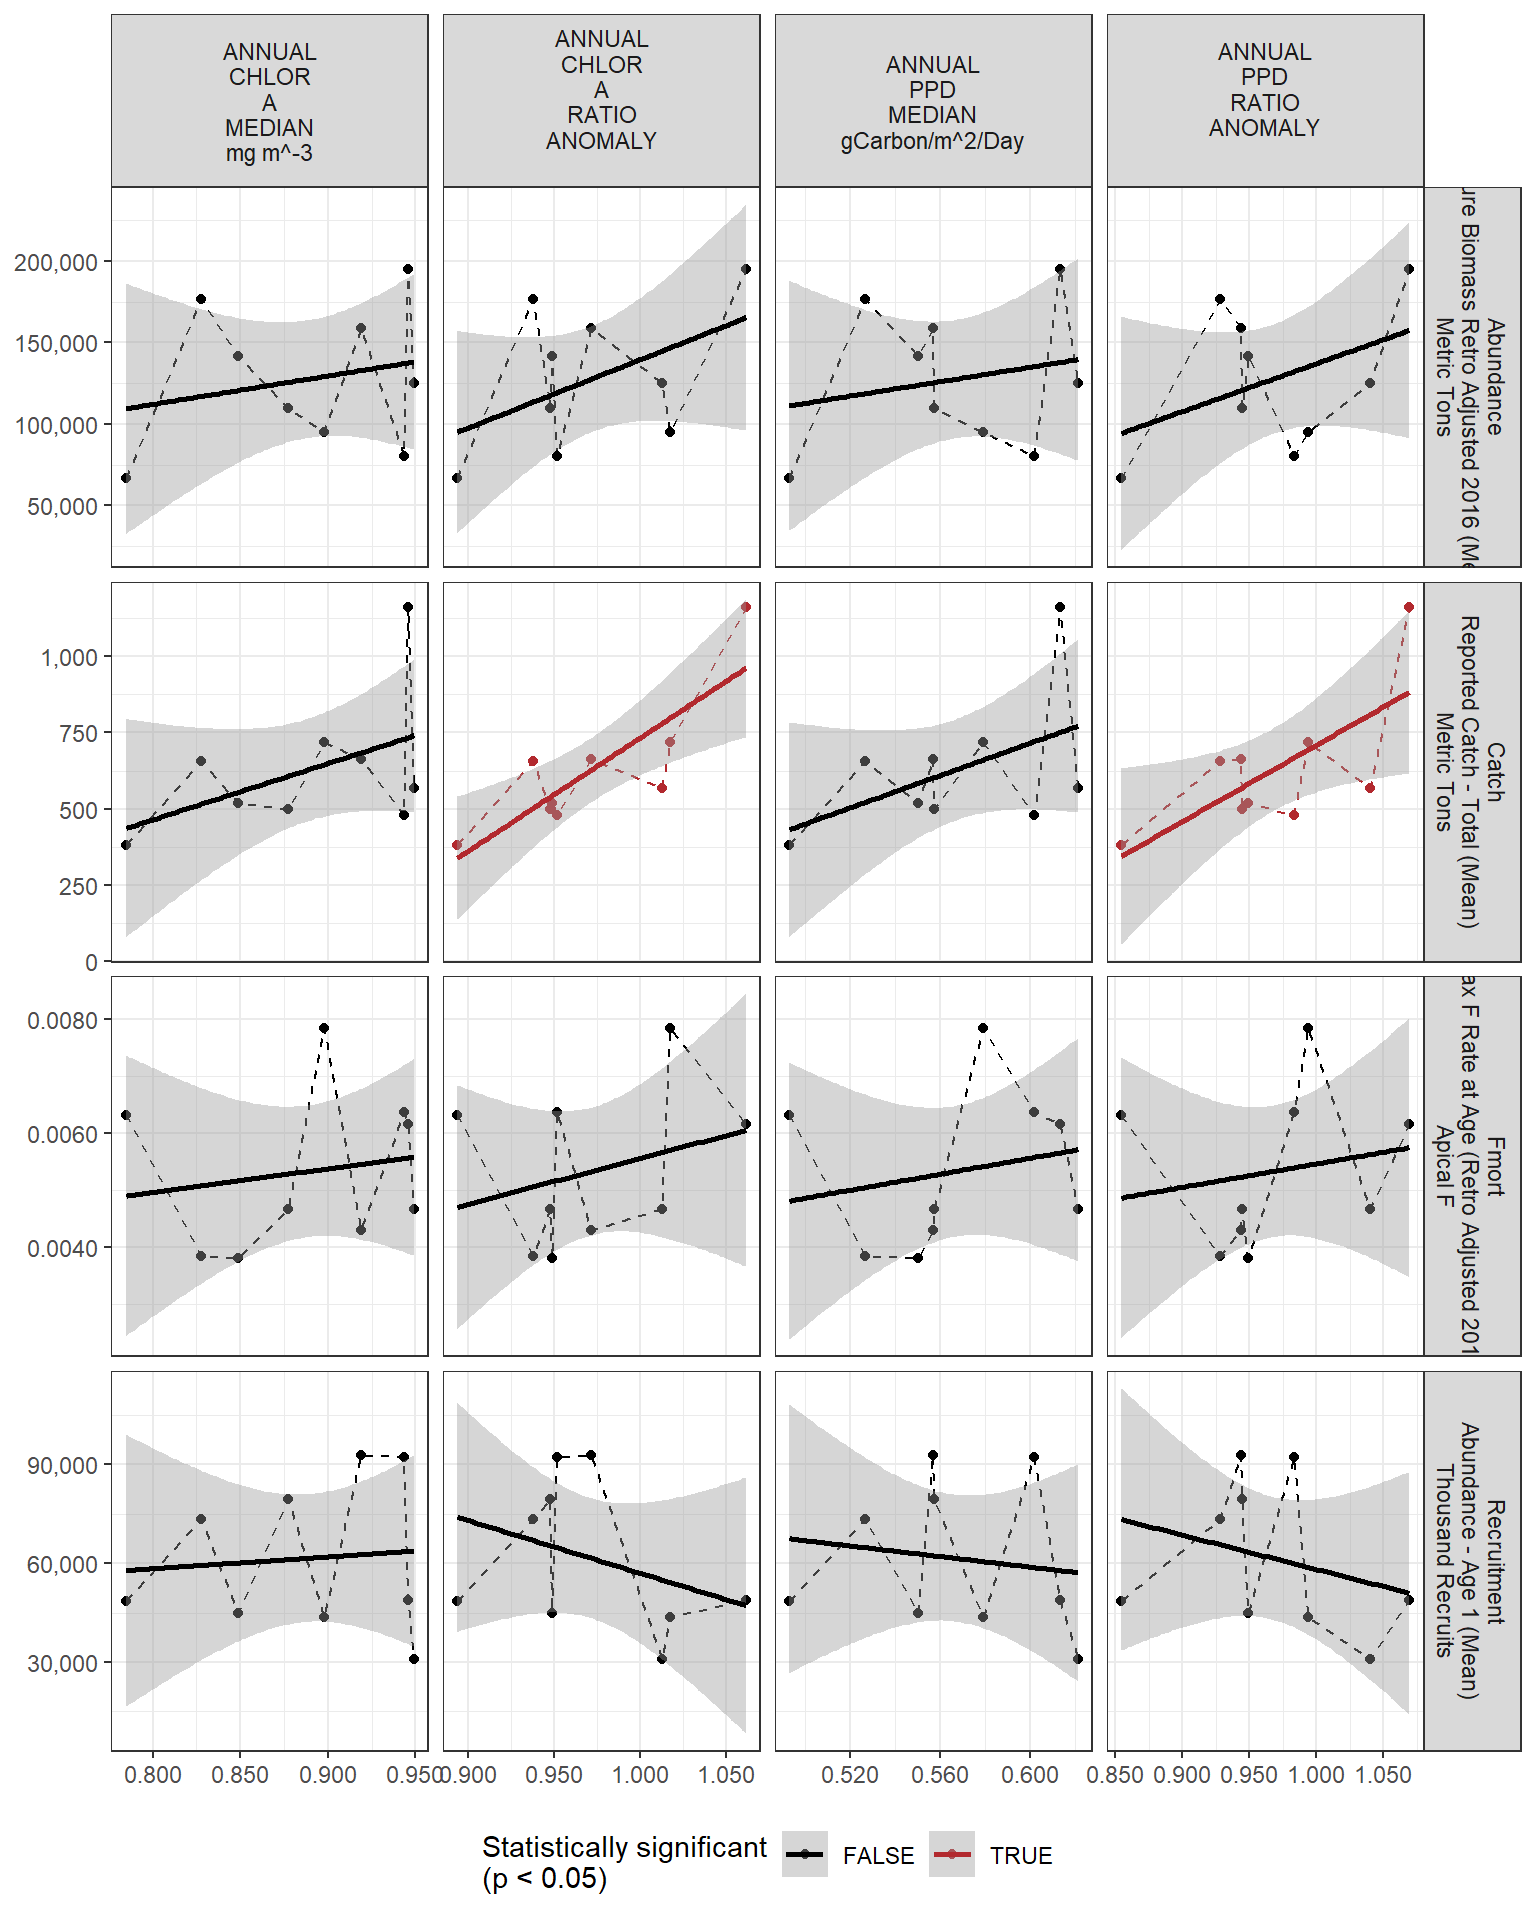 ANNUAL
CHLOR
A
MEDIAN
mg m^-3
ANNUAL
CHLOR
A
RATIO
ANOMALY
ANNUAL
PPD
MEDIAN
gCarbon/m^2/Day
ANNUAL
PPD
RATIO
ANOMALY
200,000
150,000
100,000
50,000
Abundance
Biomass Retro Adjusted 2016
Metric Tons
1,000
750
500
250
0
Catch
Reported Catch - Total (Mean)
Metric Tons
0.0080
0.0060
0.0040
Fmort
F Rate at Age (Retro Adjusted
Apical F
90,000
60,000
30,000
Recruitment
Abundance - Age 1 (Mean)
Thousand Recruits
0.800 0.850 0.900 0.950
0.900 0.950 1.000 1.050
0.520 0.560 0.600
0.850 0.900 0.950 1.000 1.050
Statistically significant
(p < 0.05)
FALSE
TRUE